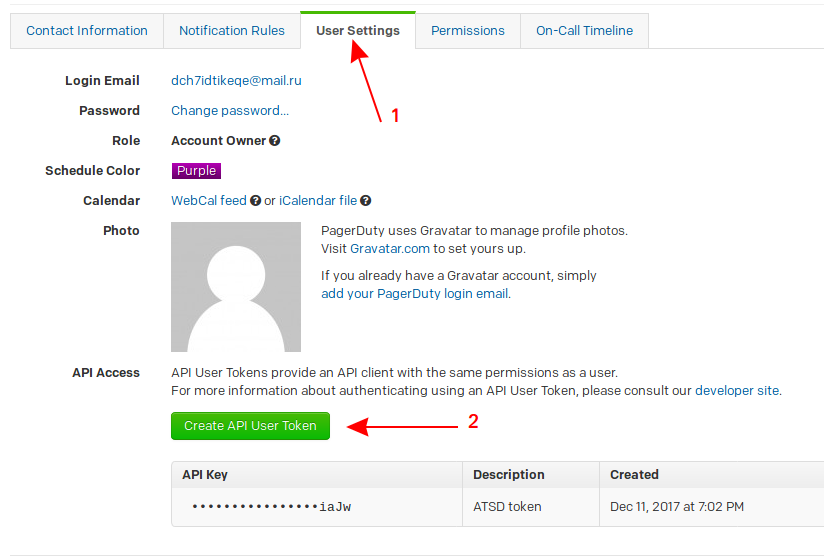 Contact Information Notification Rules User Settings Permissions On-Call Timeline
1
Login Email dch7idtikeqe@mail.ru
Password Change password...
Role Account Owner ?
Schedule Color Purple
Calendar WebCal feed ? or iCalendar file ?
Photo PagerDuty uses Gravatar to manage profile photos.
Visit Gravatar.com to set yours up.
If you already have a Gravatar account, simply
add your PagerDuty login email.
API Access API User Tokens provide an API client with the same permissions as a user.
For more information about authenticating using an API User Token, please consult our developer site.
Create API User Token 2
API Key Description Created
••••••••••••••••iaJw ATSD token Dec 11, 2017 at 7:02 PM